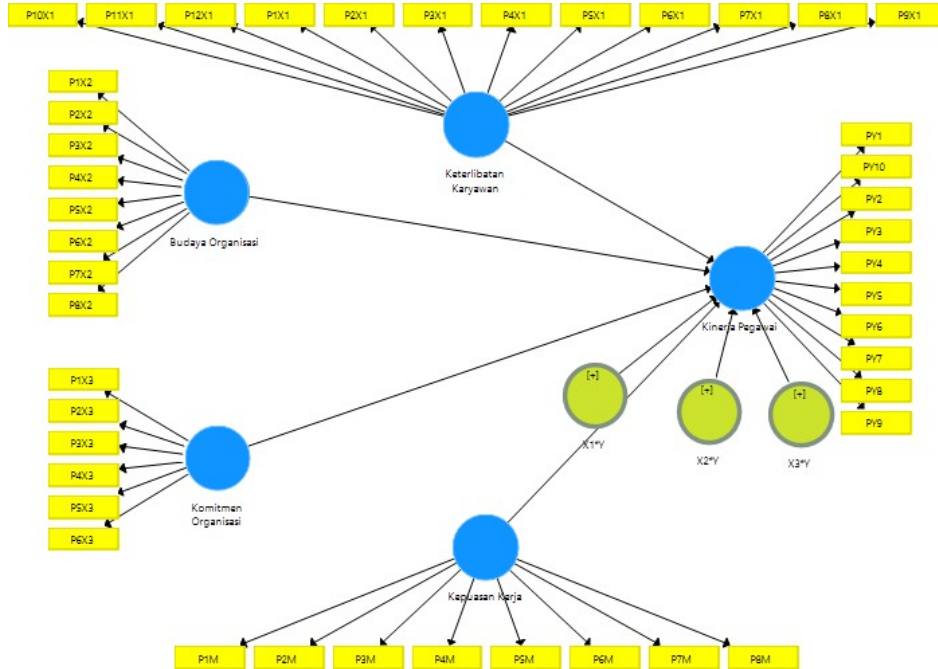 P10X1 P11X1 P12X1 P1X1 P2X1 P3X1 P4X1 P5X1 P6X1 P7X1 P8X1 P9X1
Keterlibatan
Karyawan
P1X2
P2X2
P3X2
P4X2
P5X2
P6X2
P7X2
P8X2
Budaya Organisasi
PY1
PY10
PY2
PY3
PY4
PY5
PY6
PY7
PY8
PY9
Kinerja Pegawai
[+]
X1*Y
[+]
X2*Y
[+]
X3*Y
P1X3
P2X3
P3X3
P4X3
P5X3
P6X3
Komitmen
Organisasi
Kepuasan Kerja
P1M P2M P3M P4M P5M P6M P7M P8M